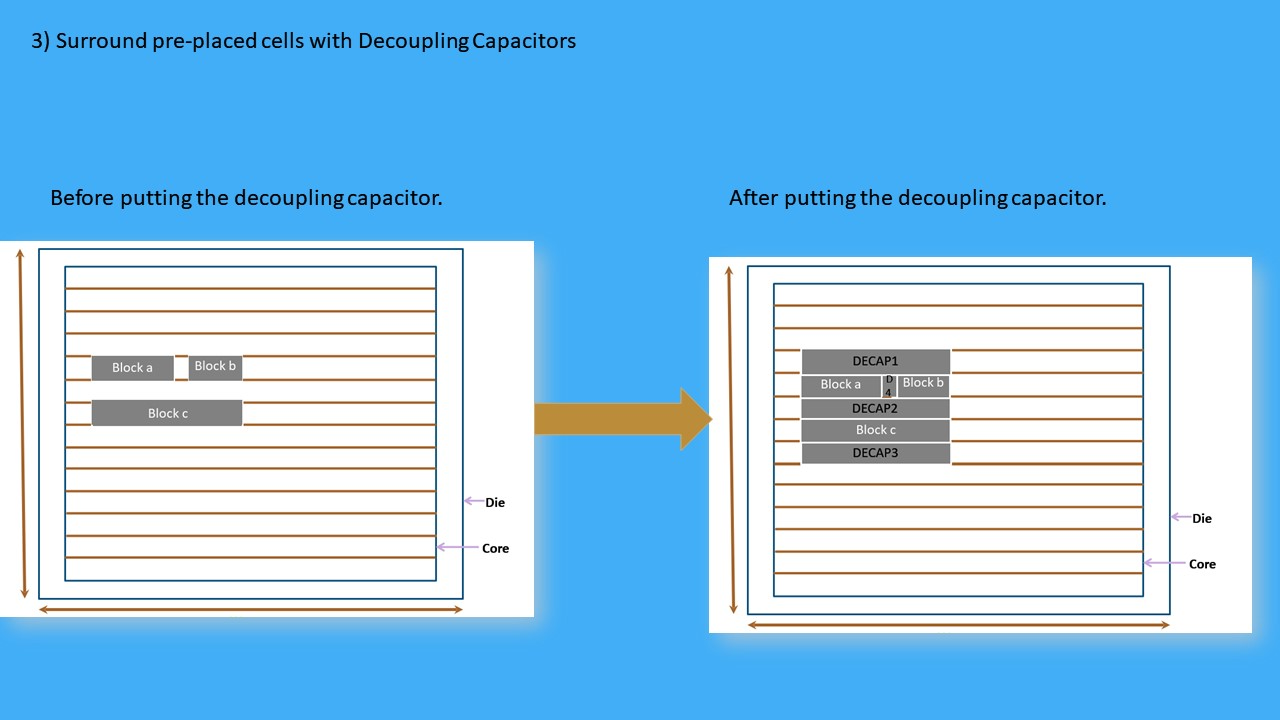 3) Surround pre-placed cells with Decoupling Capacitors
Before putting the decoupling capacitor.
After putting the decoupling capacitor.
Block a
Block b
Block c
Die
Core
DECAP1
Block a
D
4
Block b
DECAP2
Block c
DECAP3
Die
Core